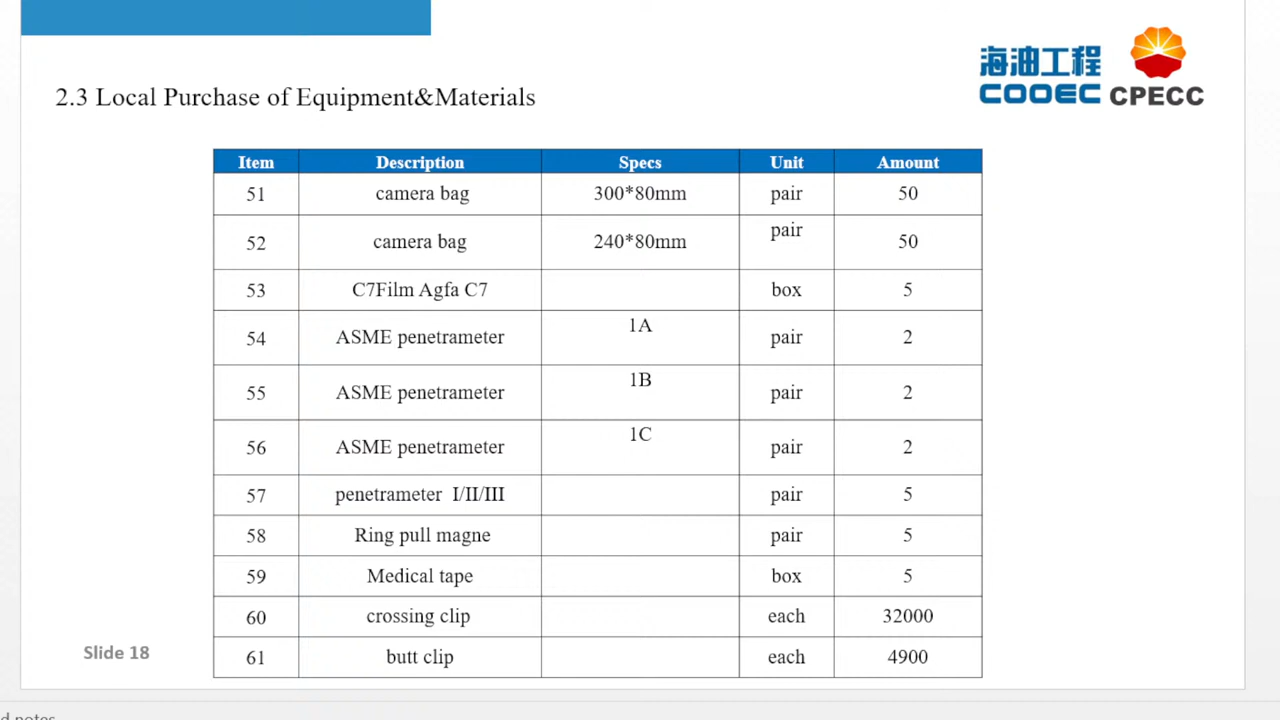 海油工程
COOEC CPECC
2.3 Local Purchase of Equipment&Materials
Item Description Specs Unit Amount
51 camera bag 300*80mm pair 50
52 camera bag 240*80mm pair 50
53 C7Film Agfa C7 box 5
54 ASME penetrameter 1A pair 2
55 ASME penetrameter 1B pair 2
56 ASME penetrameter 1C pair 2
57 penetrameter I/II/III pair 5
58 Ring pull magne pair 5
59 Medical tape box 5
60 crossing clip each 32000
61 butt clip each 4900
Slide 18
d notes